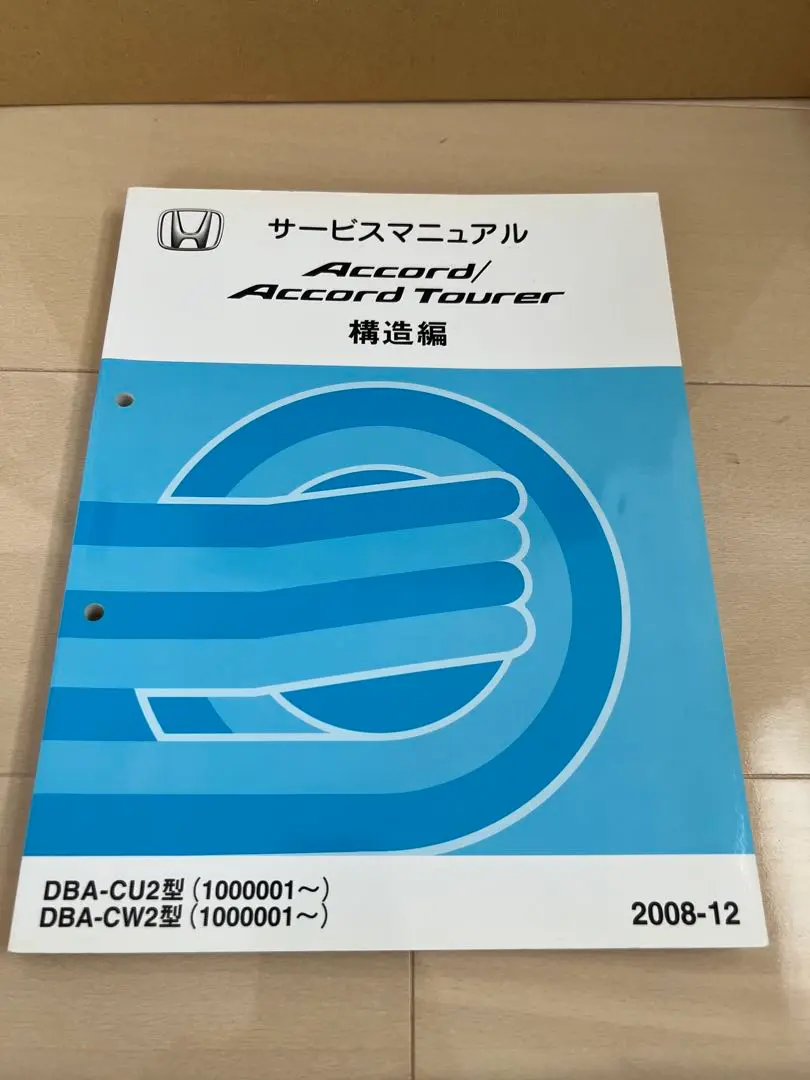 サービスマニュアル
Accord/
Accord Tourer
構造編
DBA-CU2型(1000001～)
DBA-CW2型(1000001～)
2008-12